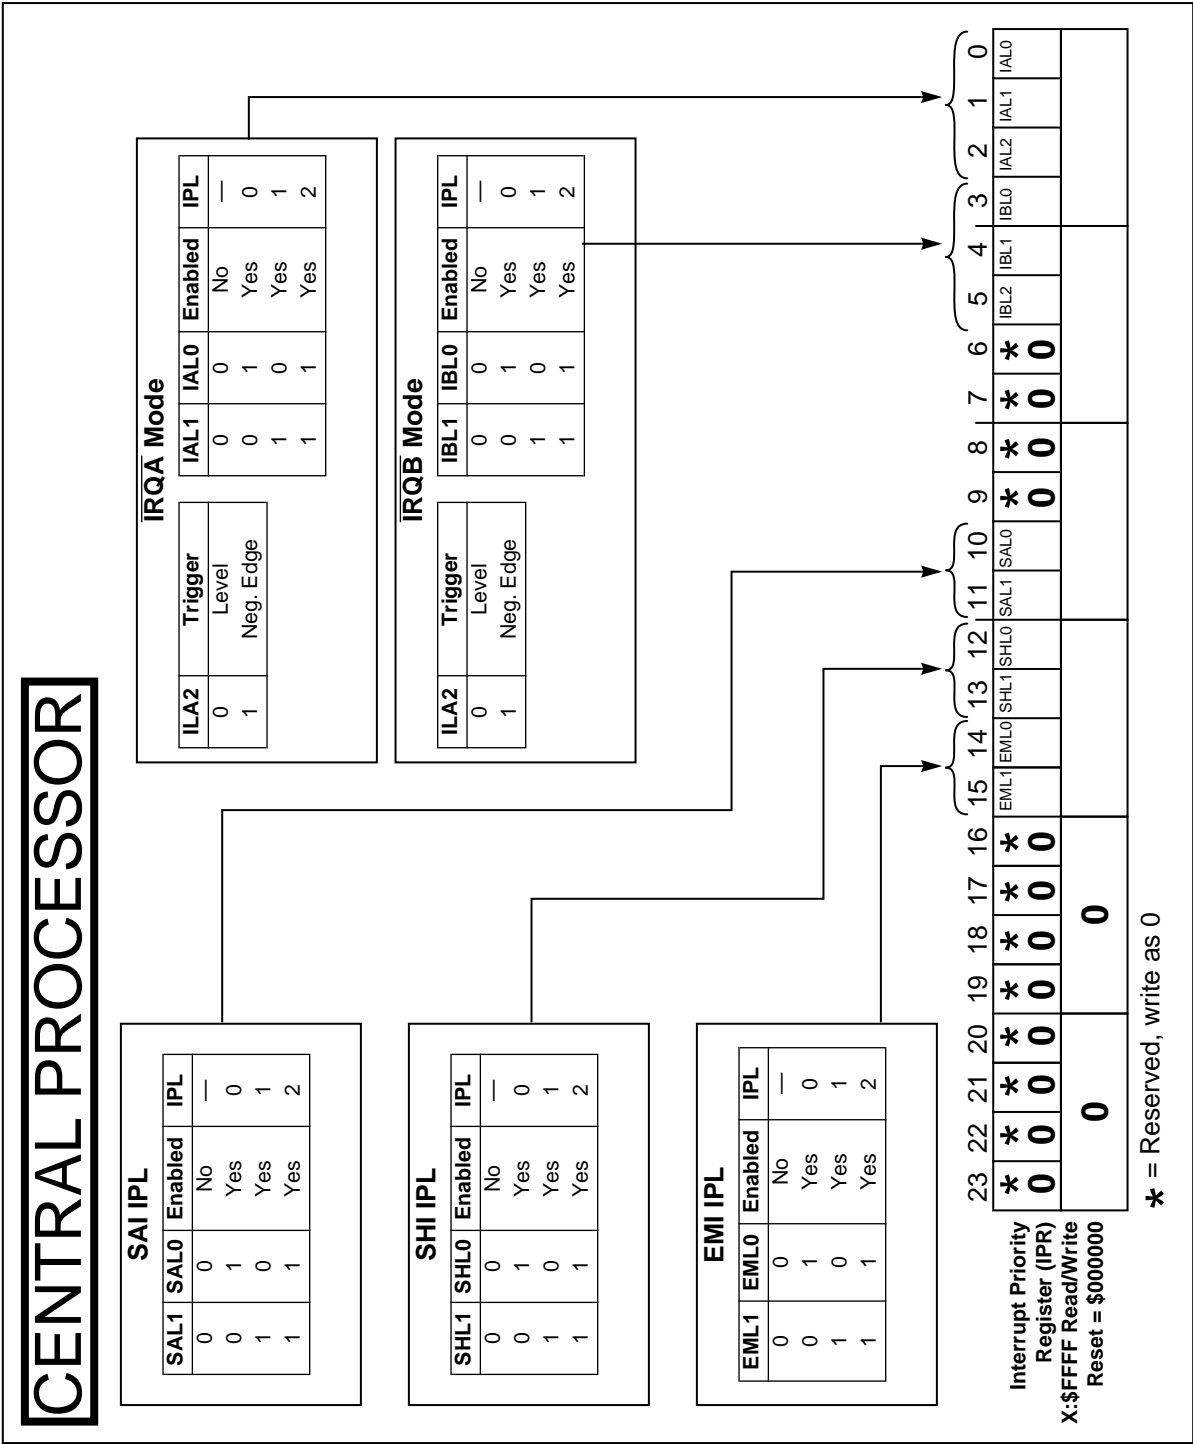 CENTRAL PROCESSOR
SAI IPL
SAL1 SAL0 Enabled IPL
0 0 No —
0 1 Yes 0
1 0 Yes 1
1 1 Yes 2
IRQA Mode
ILA2 Trigger
0 Level
1 Neg. Edge
IAL1 IAL0 Enabled IPL
0 0 No —
0 1 Yes 0
1 0 Yes 1
1 1 Yes 2
SHI IPL
SHL1 SHL0 Enabled IPL
0 0 No —
0 1 Yes 0
1 0 Yes 1
1 1 Yes 2
IRQB Mode
ILA2 Trigger
0 Level
1 Neg. Edge
IBL1 IBL0 Enabled IPL
0 0 No —
0 1 Yes 0
1 0 Yes 1
1 1 Yes 2
EMI IPL
EML1 EML0 Enabled IPL
0 0 No —
0 1 Yes 0
1 0 Yes 1
1 1 Yes 2
23 22 21 20 19 18 17 16 15 14 13 12 11 10 9 8 7 6 5 4 3 2 1 0
* * * * * * * * EML1 EML0 SHL1 SHL0 SAL1 SAL0 * * * * IBL2 IBL1 IBL0 IAL2 IAL1 IAL0
0 0 0 0 0 0 0 0 0 0 0 0
0 0
Interrupt Priority
Register (IPR)
X:$FFFF Read/Write
Reset = $000000
* = Reserved, write as 0